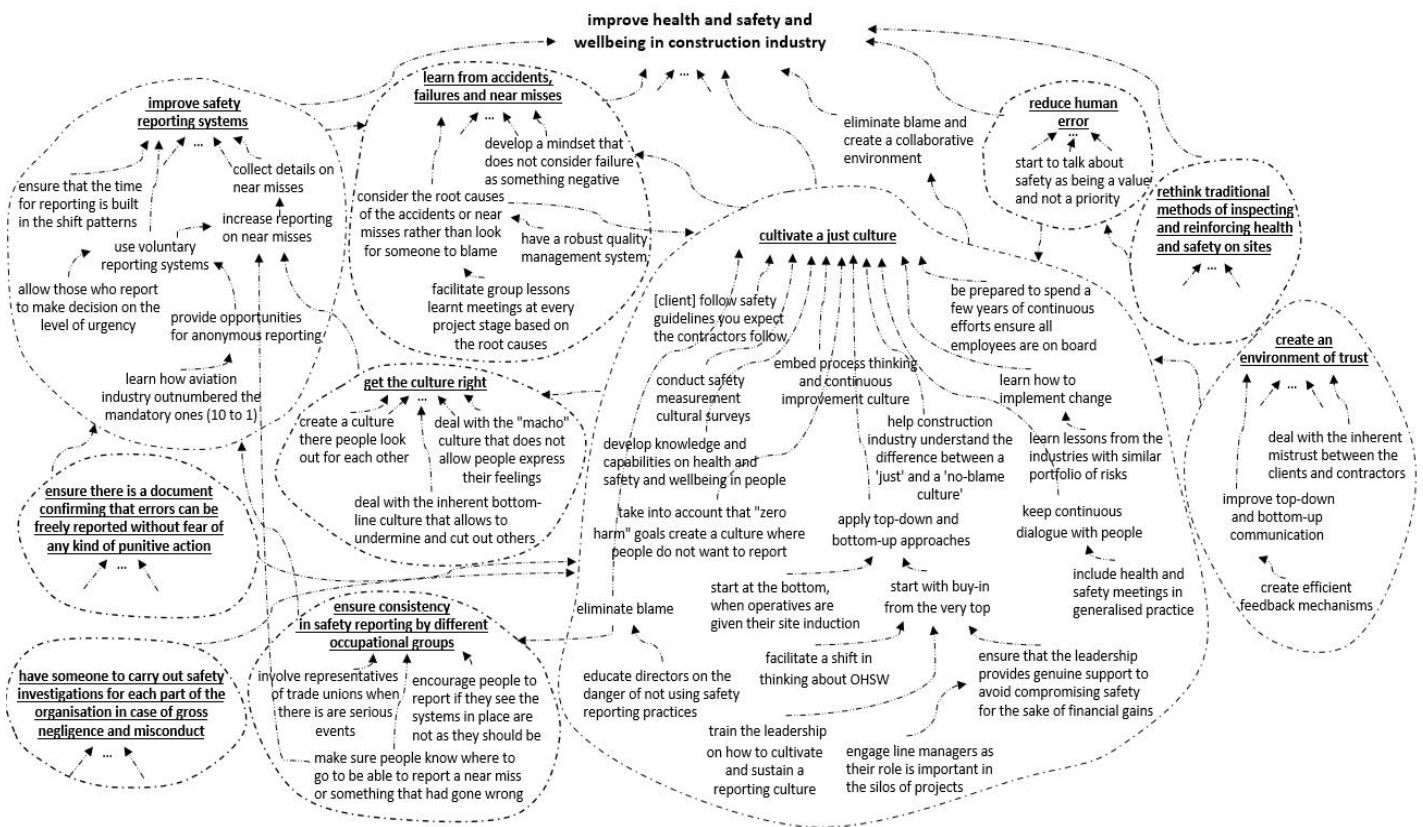 improve health and safety and
wellbeing in construction industry
improve safety
reporting systems
...
ensure that the time
for reporting is built
in the shift patterns
collect details on
near misses
increase reporting
on near misses
use voluntary
reporting systems
allow those who report
to make decision on the
level of urgency
provide opportunities
for anonymous reporting
learn how aviation
industry outnumbered the
mandatory ones (10 to 1)
learn from accidents,
failures and near misses
...
develop a mindset that
does not consider failure
as something negative
consider the root causes
of the accidents or near
misses rather than look
for someone to blame
have a robust quality
management system
facilitate group lessons
learnt meetings at every
project stage based on
the root causes
...
eliminate blame and
create a collaborative
environment
reduce human
error
...
start to talk about
safety as being a value
and not a priority
rethink traditional
methods of inspecting
and reinforcing health
and safety on sites
...
get the culture right
...
create a culture
there people look
out for each other
deal with the "macho"
culture that does not
allow people express
their feelings
deal with the inherent bottom-
line culture that allows to
undermine and cut out others
cultivate a just culture
[client] follow safety
guidelines you expect
the contractors follow
be prepared to spend a
few years of continuous
efforts ensure all
employees are on board
conduct safety
measurement
cultural surveys
embed process thinking
and continuous
improvement culture
learn how to
implement change
develop knowledge and
capabilities on health and
safety and wellbeing in people
help construction
industry understand the
difference between a
'just' and a 'no-blame
culture'
learn lessons from the
industries with similar
portfolio of risks
take into account that "zero
harm" goals create a culture where
people do not want to report
apply top-down and
bottom-up approaches
keep continuous
dialogue with people
start at the bottom,
when operatives are
given their site induction
start with buy-in
from the very top
include health and
safety meetings in
generalised practice
eliminate blame
educate directors on the
danger of not using safety
reporting practices
facilitate a shift in
thinking about OHSW
ensure that the leadership
provides genuine support to
avoid compromising safety
for the sake of financial gains
train the leadership
on how to cultivate
and sustain a
reporting culture
engage line managers as
their role is important in
the silos of projects
create an
environment of trust
...
deal with the inherent
mistrust between the
clients and contractors
improve top-down
and bottom-up
communication
create efficient
feedback mechanisms
ensure there is a document
confirming that errors can be
freely reported without fear of
any kind of punitive action
...
have someone to carry out safety
investigations for each part of the
organisation in case of gross
negligence and misconduct
...
ensure consistency
in safety reporting by different
occupational groups
involve representatives
of trade unions when
there is are serious
events
encourage people to
report if they see the
systems in place are
not as they should be
make sure people know where to
go to be able to report a near miss
or something that had gone wrong